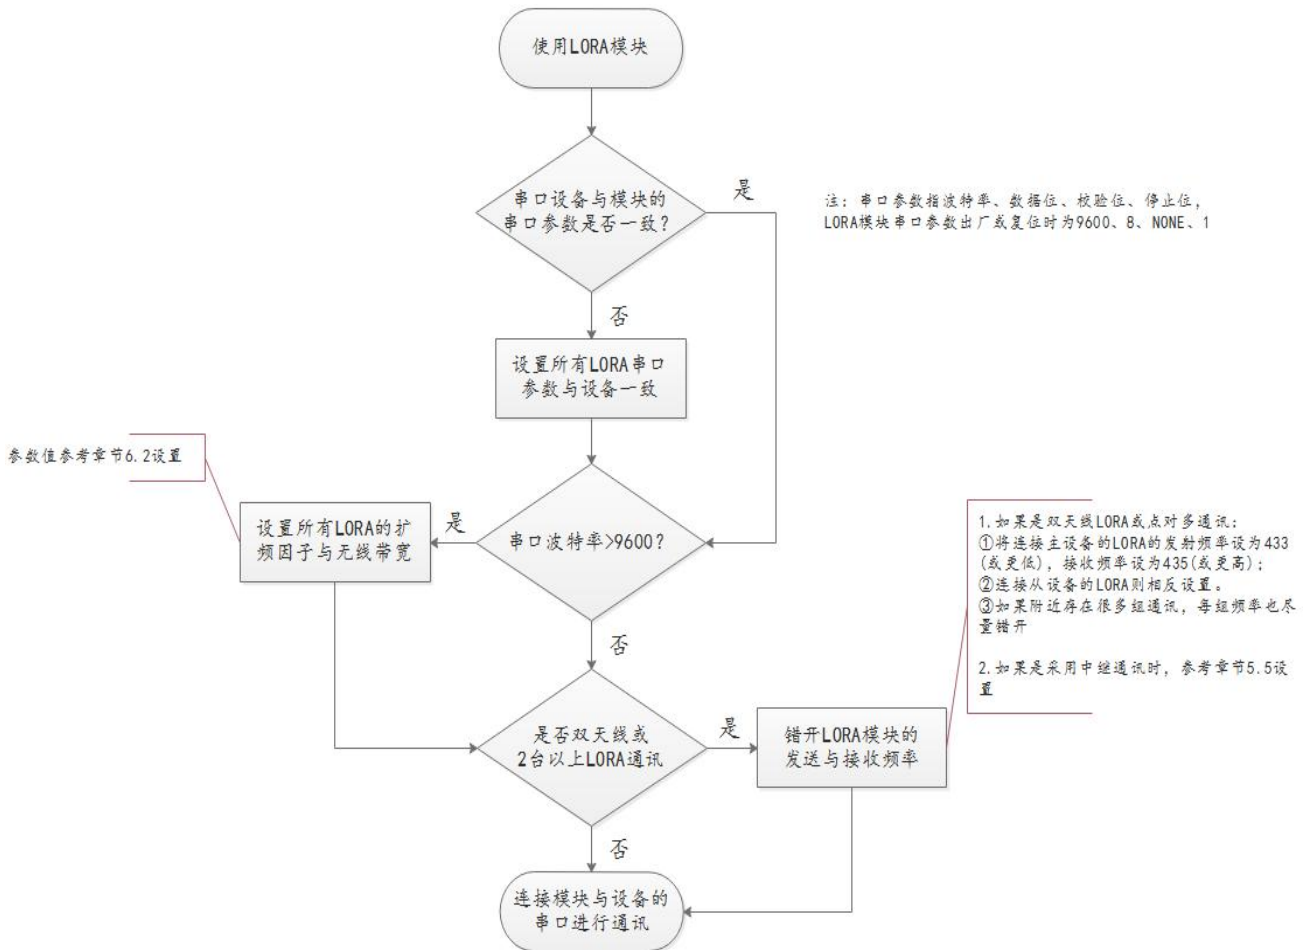 使用LORA模块
串口设备与模块的
串口参数是否一致?
是
注: 串口参数指波特率、数据位、校验位、停止位,
LORA模块串口参数出厂或复位时为9600、8、NONE、1
否
设置所有LORA串口
参数与设备一致
参数值参考章节6.2设置
设置所有LORA的扩
频因子与无线带宽
是
串口波特率>9600?
1.如果是双天线LORA或点对多通讯:
①将连接主设备的LORA的发射频率设为433
(或更低), 接收频率设为435(或更高);
②连接从设备的LORA则相反设置。
③如果附近存在很多组通讯, 每组频率也尽
量错开
2.如果是采用中继通讯时, 参考章节5.5设
置
否
是否双天线或
2台以上LORA通讯
是
错开LORA模块的
发送与接收频率
否
连接模块与设备的
串口进行通讯